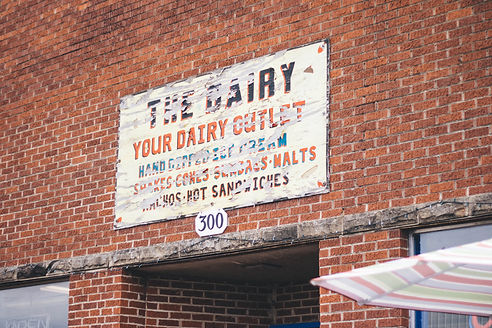 THE DAIRY
YOUR DAIRY OUTLET
HAND DIPPED ICE CREAM
SHAKES·CONES·SUNDAES·MALTS
NACHOS·HOT SANDWICHES
300